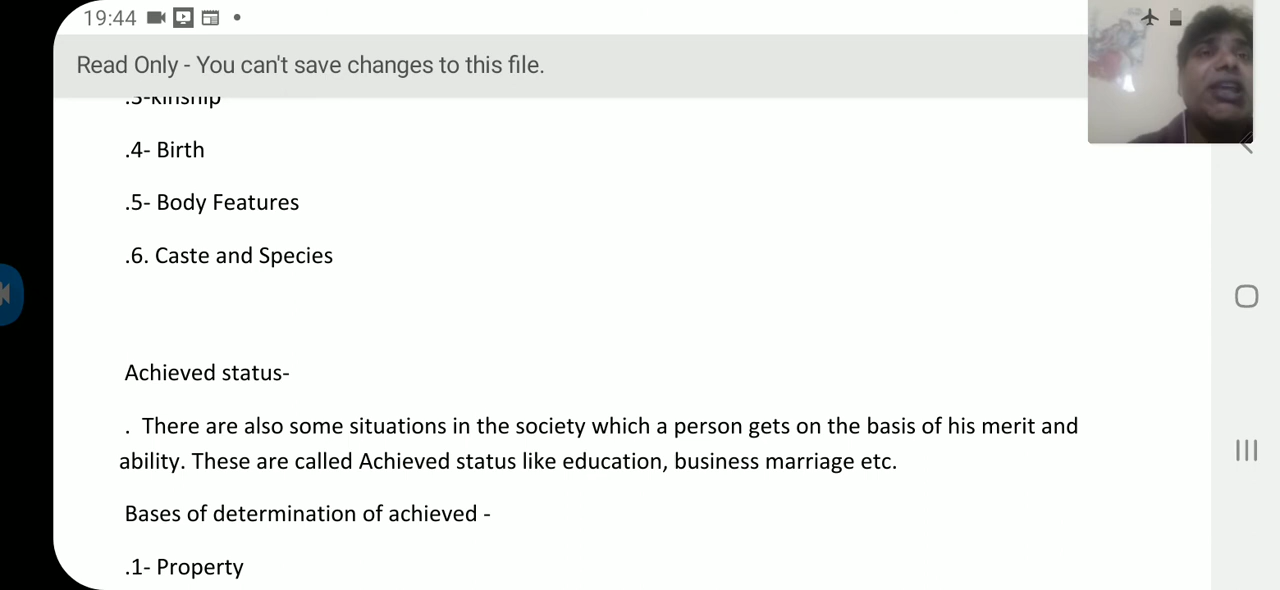 19:44
Read Only - You can't save changes to this file.
.3-kinship
.4- Birth
.5- Body Features
.6. Caste and Species
Achieved status-
. There are also some situations in the society which a person gets on the basis of his merit and
ability. These are called Achieved status like education, business marriage etc.
Bases of determination of achieved -
.1- Property